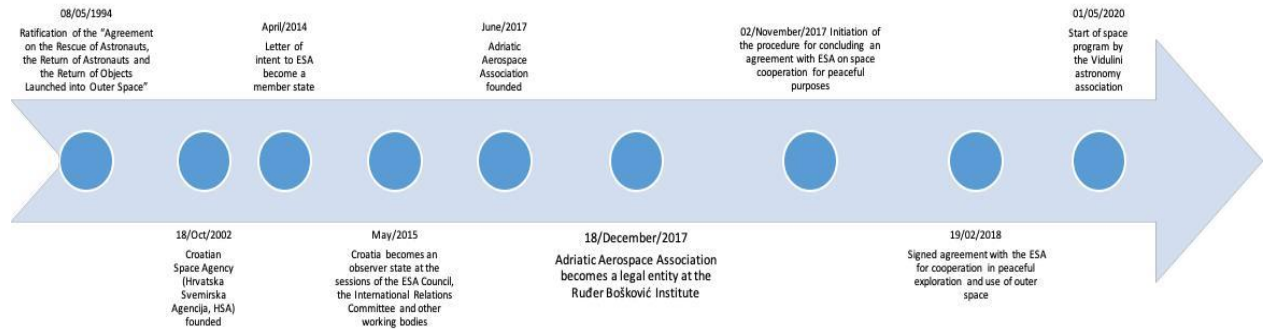 08/05/1994
Ratification of the "Agreement
on the Rescue of Astronauts,
the Return of Astronauts and
the Return of Objects
Launched into Outer Space"
18/Oct/2002
Croatian
Space Agency
(Hrvatska
Svemirska
Agencija, HSA)
founded
April/2014
Letter of
intent to ESA
become a
member state
May/2015
Croatia becomes an
observer state at the
sessions of the ESA Council,
the International Relations
Committee and other
working bodies
June/2017
Adriatic
Aerospace
Association
founded
18/December/2017
Adriatic Aerospace Association
becomes a legal entity at the
Ruđer Bošković Institute
02/November/2017 Initiation of
the procedure for concluding an
agreement with ESA on space
cooperation for peaceful
purposes
19/02/2018
Signed agreement with the ESA
for cooperation in peaceful
exploration and use of outer
space
01/05/2020
Start of space
program by
the Vidulini
astronomy
association